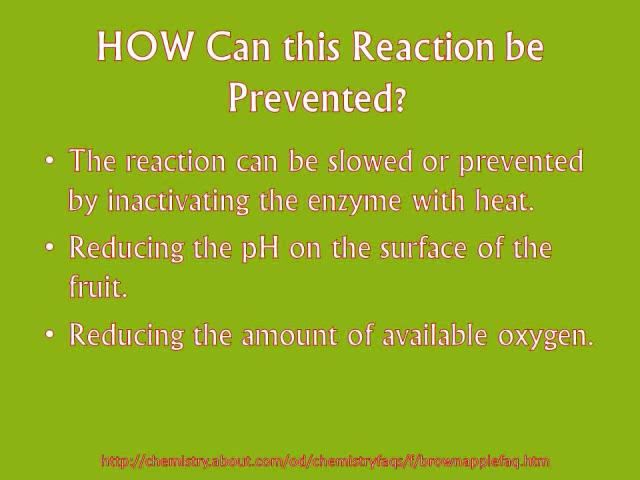 HOW Can this Reaction be
Prevented?
• The reaction can be slowed or prevented
by inactivating the enzyme with heat.
• Reducing the pH on the surface of the
fruit.
• Reducing the amount of available oxygen.
http://chemistry.about.com/od/chemistryfaqs/f/brownapplefaq.htm